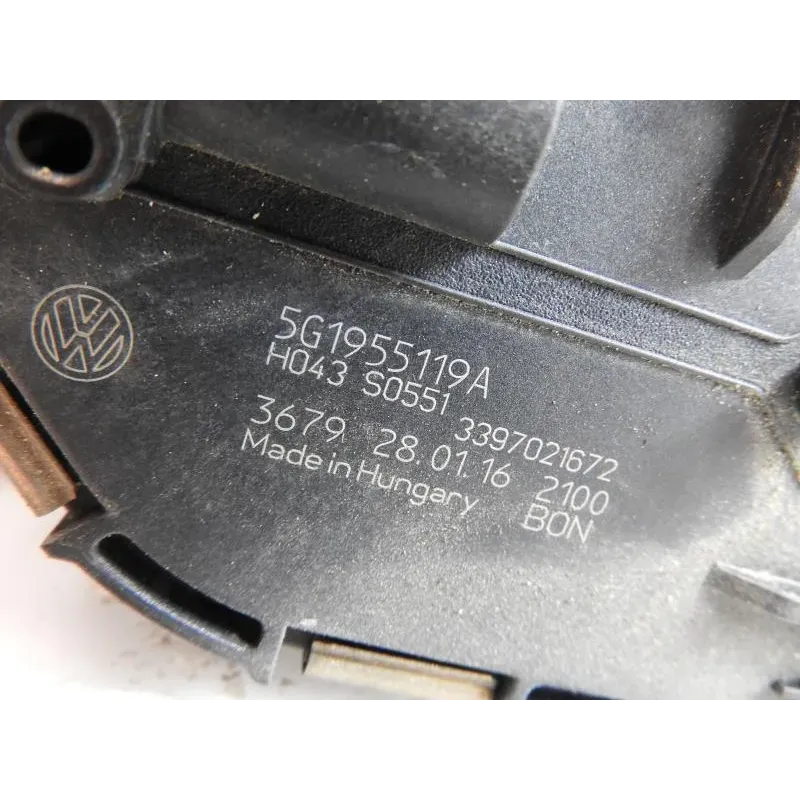 5G1955119A
H043 S0551 3397021672
3679 28.01.16 2100
Made in Hungary BON